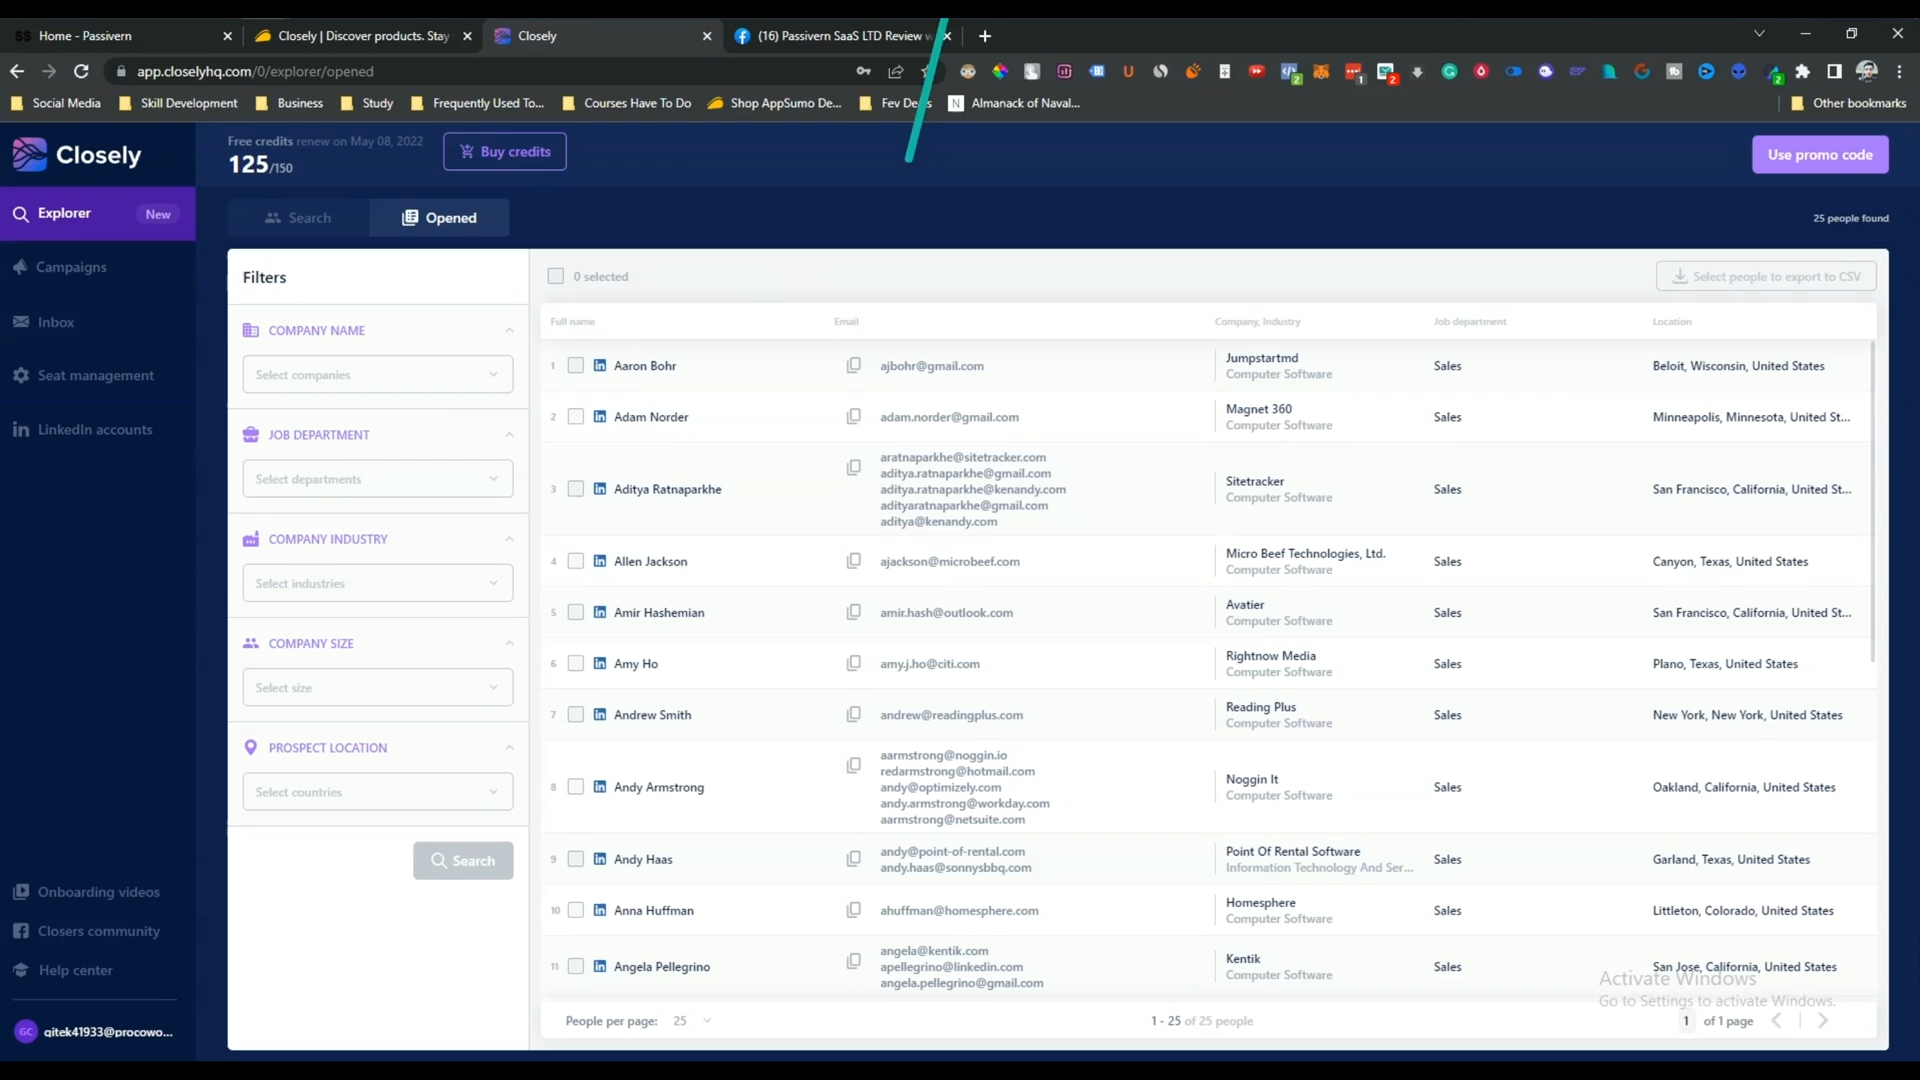 Home - Passivern
Closely | Discover products. Stay
Closely
(16) Passivern SaaS LTD Review
app.closelyhq.com/0/explorer/opened
Social Media
Skill Development
Business
Study
Frequently Used To...
Courses Have To Do
Shop AppSumo De...
Fev De
Almanack of Naval...
Other bookmarks
Closely
Free credits renew on May 08, 2022
125/150
Buy credits
Use promo code
Explorer
New
Campaigns
Inbox
Seat management
LinkedIn accounts
Onboarding videos
Closers community
Help center
GC
qitek41933@procowo...
Search
Opened
25 people found
Filters
COMPANY NAME
Select companies
JOB DEPARTMENT
Select departments
COMPANY INDUSTRY
Select industries
COMPANY SIZE
Select size
PROSPECT LOCATION
Select countries
Search
0 selected
Select people to export to CSV
Full name Email Company, Industry Job department Location
1 Aaron Bohr ajbohr@gmail.com Jumpstartmd Sales Beloit, Wisconsin, United States
Computer Software
2 Adam Norder adam.norder@gmail.com Magnet 360 Sales Minneapolis, Minnesota, United St...
Computer Software
3 Aditya Ratnaparkhe aratnaparkhe@sitetracker.com Sitetracker Sales San Francisco, California, United St...
aditya.ratnaparkhe@gmail.com Computer Software
aditya.ratnaparkhe@kenandy.com
adityaratnaparkhe@gmail.com
aditya@kenandy.com
4 Allen Jackson ajackson@microbeef.com Micro Beef Technologies, Ltd. Sales Canyon, Texas, United States
Computer Software
5 Amir Hashemian amir.hash@outlook.com Avatier Sales San Francisco, California, United St...
Computer Software
6 Amy Ho amy.j.ho@citi.com Rightnow Media Sales Plano, Texas, United States
Computer Software
7 Andrew Smith andrew@readingplus.com Reading Plus Sales New York, New York, United States
Computer Software
8 Andy Armstrong aarmstrong@noggin.io Noggin It Sales Oakland, California, United States
redarmstrong@hotmail.com Computer Software
andy@optimizely.com
andy.armstrong@workday.com
aarmstrong@netsuite.com
9 Andy Haas andy@point-of-rental.com Point Of Rental Software Sales Garland, Texas, United States
andy.haas@sonnysbbq.com Information Technology And Ser...
10 Anna Huffman ahuffman@homesphere.com Homesphere Sales Littleton, Colorado, United States
Computer Software
11 Angela Pellegrino angela@kentik.com Kentik Sales San Jose, California, United States
apellegrino@linkedin.com Computer Software
angela.pellegrino@gmail.com
Activate Windows
Go to Settings to activate Windows.
People per page: 25
1 - 25 of 25 people
1 of 1 page